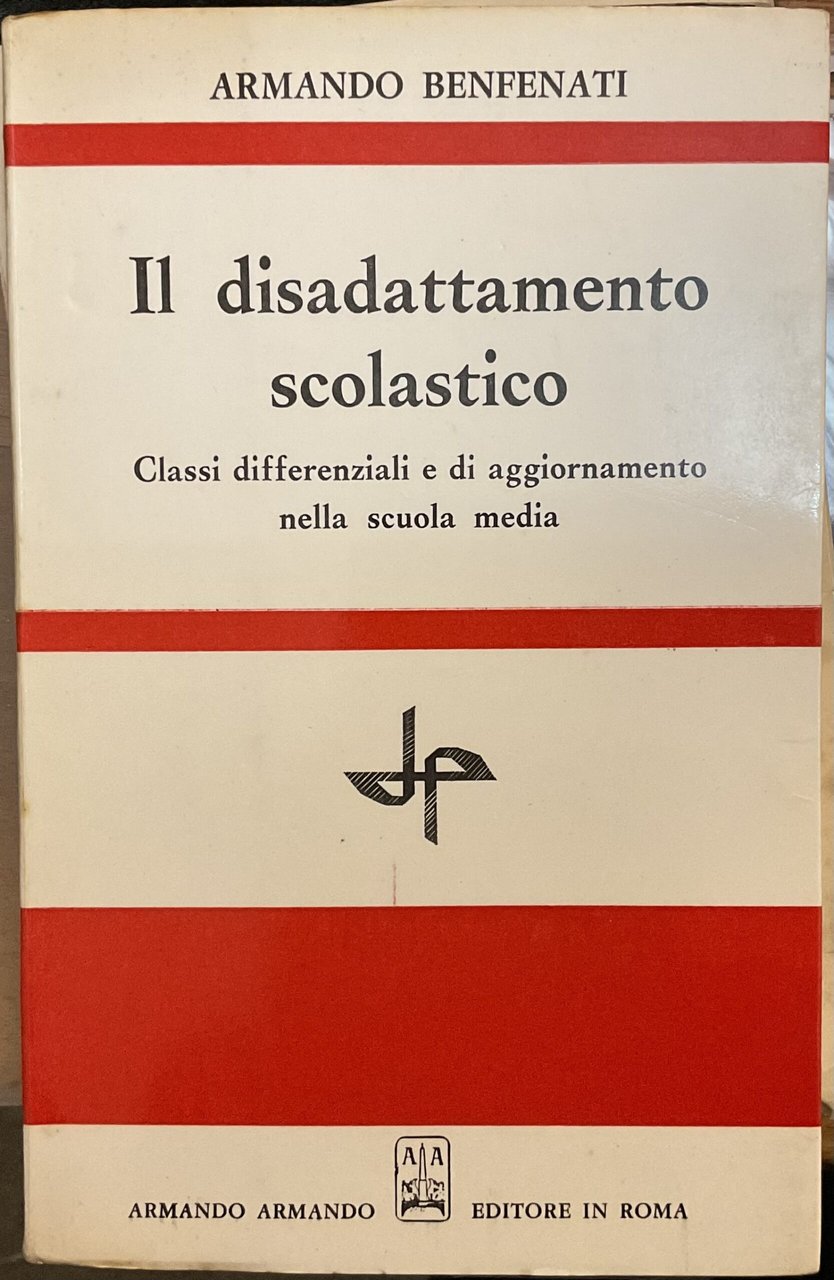 ARMANDO BENFENATI
Il disadattamento
scolastico
Classi differenziali e di aggiornamento
nella scuola media
A A
ARMANDO ARMANDO EDITORE IN ROMA